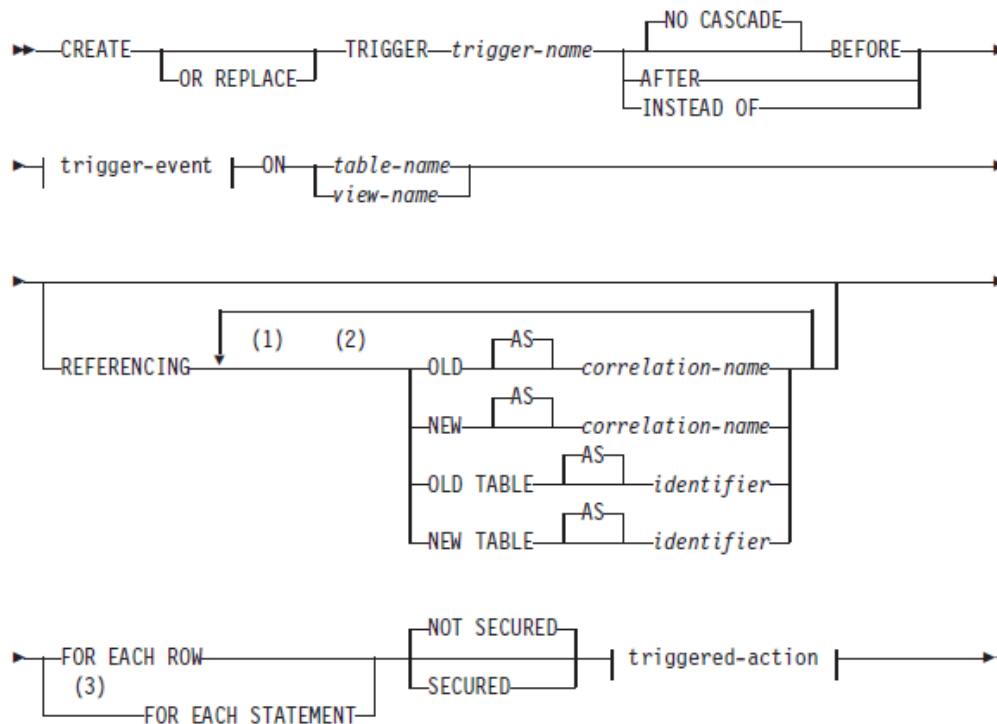 NO CASCADE
CREATE TRIGGER trigger-name BEFORE
OR REPLACE AFTER
INSTEAD OF
trigger-event ON table-name
view-name
(1) (2)
REFERENCING OLD AS correlation-name
NEW AS correlation-name
OLD TABLE AS identifier
NEW TABLE AS identifier
NOT SECURED
FOR EACH ROW triggered-action
(3) SECURED
FOR EACH STATEMENT